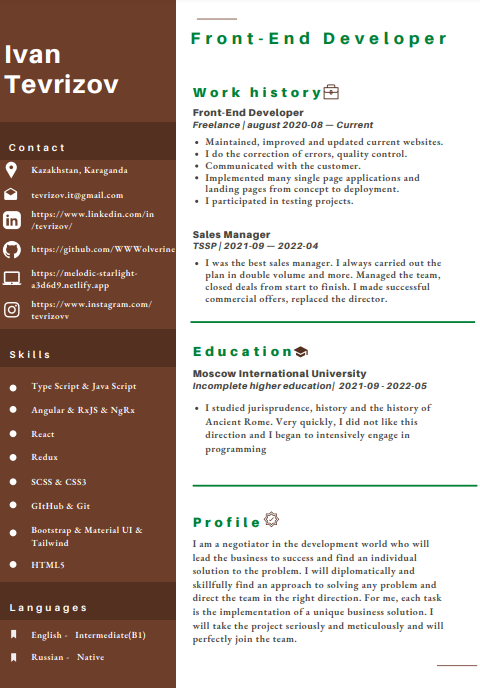 Ivan
Tevrizov
Contact
Kazakhstan, Karaganda
tevrizov.it@gmail.com
https://www.linkedin.com/in
/tevrizov/
https://github.com/WWWolverine
https://melodic-starlight-
a3d6d9.netlify.app
https://www.instagram.com/
tevrizovv
Skills
Type Script & Java Script
Angular & RxJS & NgRx
React
Redux
SCSS & CSS3
GItHub & Git
Bootstrap & Material UI &
Tailwind
HTML5
Languages
English - Intermediate(B1)
Russian - Native
Front-End Developer
Work history
Front-End Developer
Freelance | august 2020-08 — Current
• Maintained, improved and updated current websites.
• I do the correction of errors, quality control.
• Communicated with the customer.
• Implemented many single page applications and
landing pages from concept to deployment.
• I participated in testing projects.
Sales Manager
TSSP | 2021-09 — 2022-04
• I was the best sales manager. I always carried out the
plan in double volume and more. Managed the team,
closed deals from start to finish. I made successful
commercial offers, replaced the director.
Education
Moscow International University
Incomplete higher education| 2021-09 - 2022-05
• I studied jurisprudence, history and the history of
Ancient Rome. Very quickly, I did not like this
direction and I began to intensively engage in
programming
Profile
I am a negotiator in the development world who will
lead the business to success and find an individual
solution to the problem. I will diplomatically and
skillfully find an approach to solving any problem and
direct the team in the right direction. For me, each task
is the implementation of a unique business solution. I
will take the project seriously and meticulously and will
perfectly join the team.